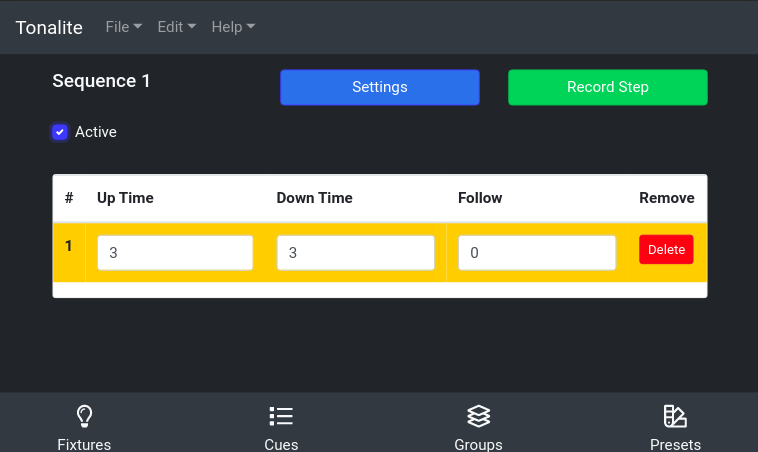 Tonalite File Edit Help
Sequence 1 Settings Record Step
Active
# Up Time Down Time Follow Remove
1 3 3 0 Delete
Fixtures Cues Groups Presets